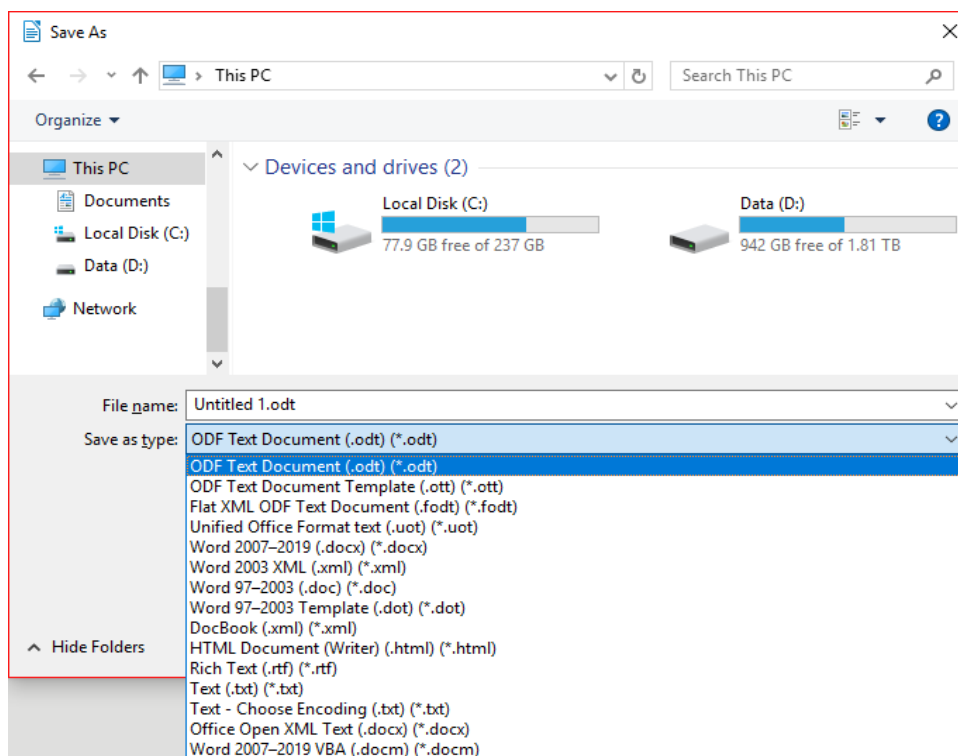 Save As
This PC
Search This PC
Organize
?
This PC
Documents
Local Disk (C:)
Data (D:)
Network
Devices and drives (2)
Local Disk (C:)
77.9 GB free of 237 GB
Data (D:)
942 GB free of 1.81 TB
File name: Untitled 1.odt
Save as type: ODF Text Document (.odt) (*.odt)
ODF Text Document (.odt) (*.odt)
ODF Text Document Template (.ott) (*.ott)
Flat XML ODF Text Document (.fodt) (*.fodt)
Unified Office Format text (.uot) (*.uot)
Word 2007–2019 (.docx) (*.docx)
Word 2003 XML (.xml) (*.xml)
Word 97–2003 (.doc) (*.doc)
Word 97–2003 Template (.dot) (*.dot)
DocBook (.xml) (*.xml)
HTML Document (Writer) (.html) (*.html)
Rich Text (.rtf) (*.rtf)
Text (.txt) (*.txt)
Text - Choose Encoding (.txt) (*.txt)
Office Open XML Text (.docx) (*.docx)
Word 2007–2019 VBA (.docm) (*.docm)
Hide Folders